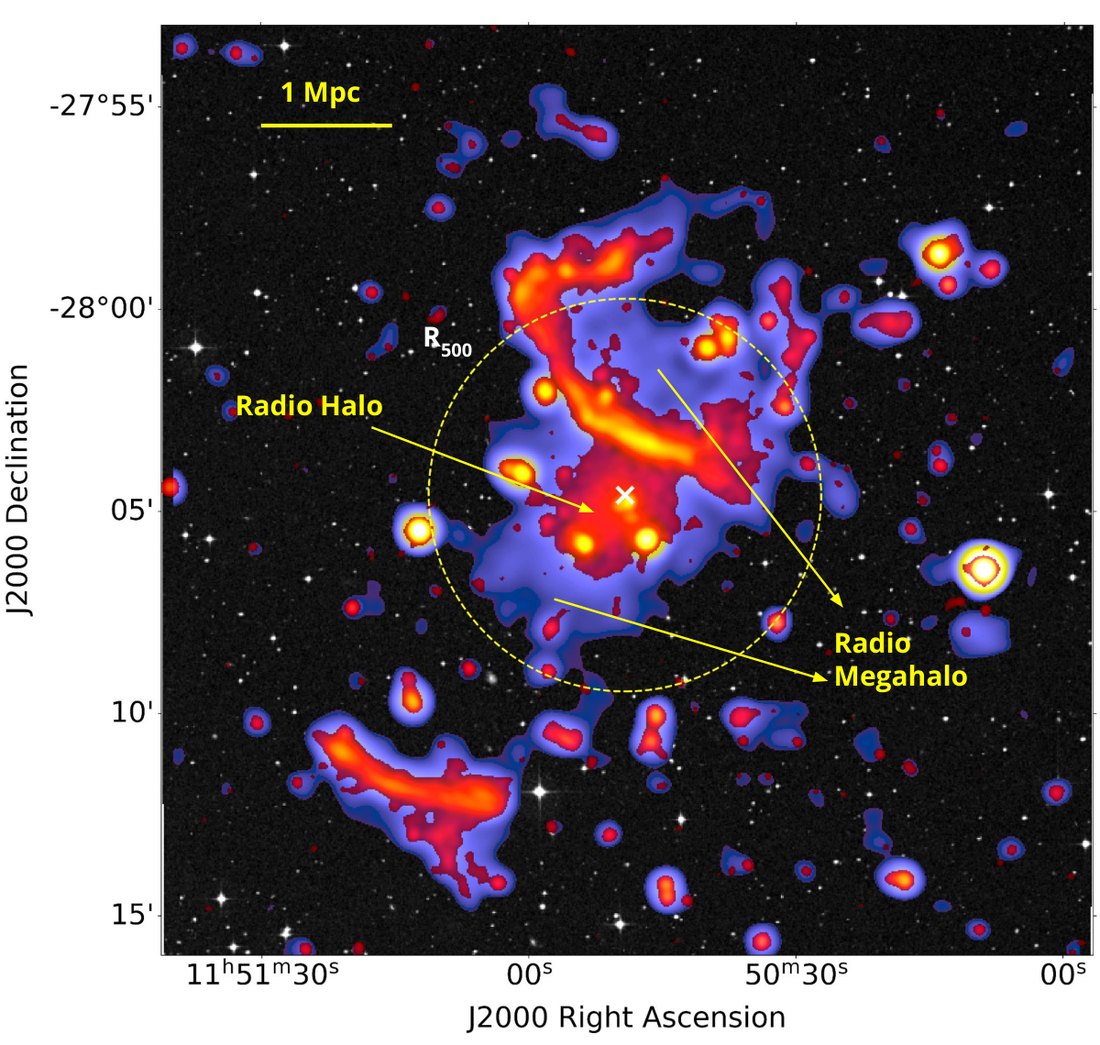 1 Mpc
-27°55'
-28°00'
R500
Radio Halo
05'
Radio
Megahalo
10'
15'
11h51m30s
00s
50m30s
00s
J2000 Right Ascension
J2000 Declination